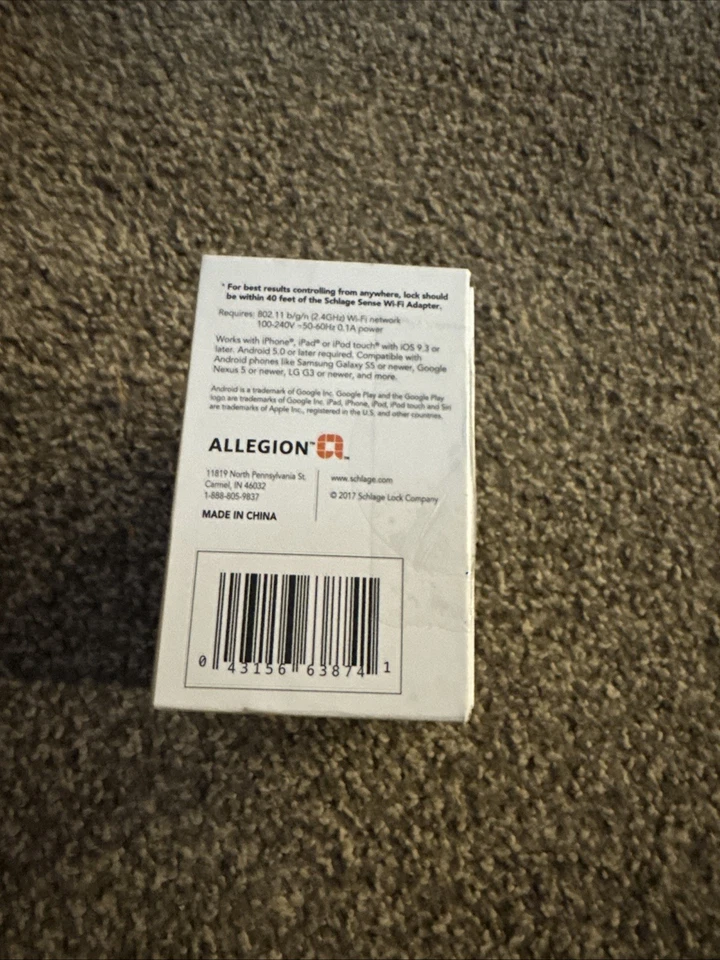 * For best results controlling from anywhere, lock should
be within 40 feet of the Schlage Sense Wi-Fi Adapter.
Requires: 802.11 b/g/n (2.4GHz) Wi-Fi network
100-240V ~50-60Hz 0.1A power
Works with iPhone®, iPad® or iPod touch® with iOS 9.3 or
later. Android 5.0 or later required. Compatible with
Android phones like Samsung Galaxy S5 or newer, Google
Nexus 5 or newer, LG G3 or newer, and more.
Android is a trademark of Google Inc. Google Play and the Google Play
logo are trademarks of Google Inc. iPad, iPhone, iPod, iPod touch and Siri
are trademarks of Apple Inc., registered in the U.S. and other countries.
ALLEGION™
11819 North Pennsylvania St.
Carmel, IN 46032
1-888-805-9837
www.schlage.com
© 2017 Schlage Lock Company
MADE IN CHINA
0 43156 63874 1